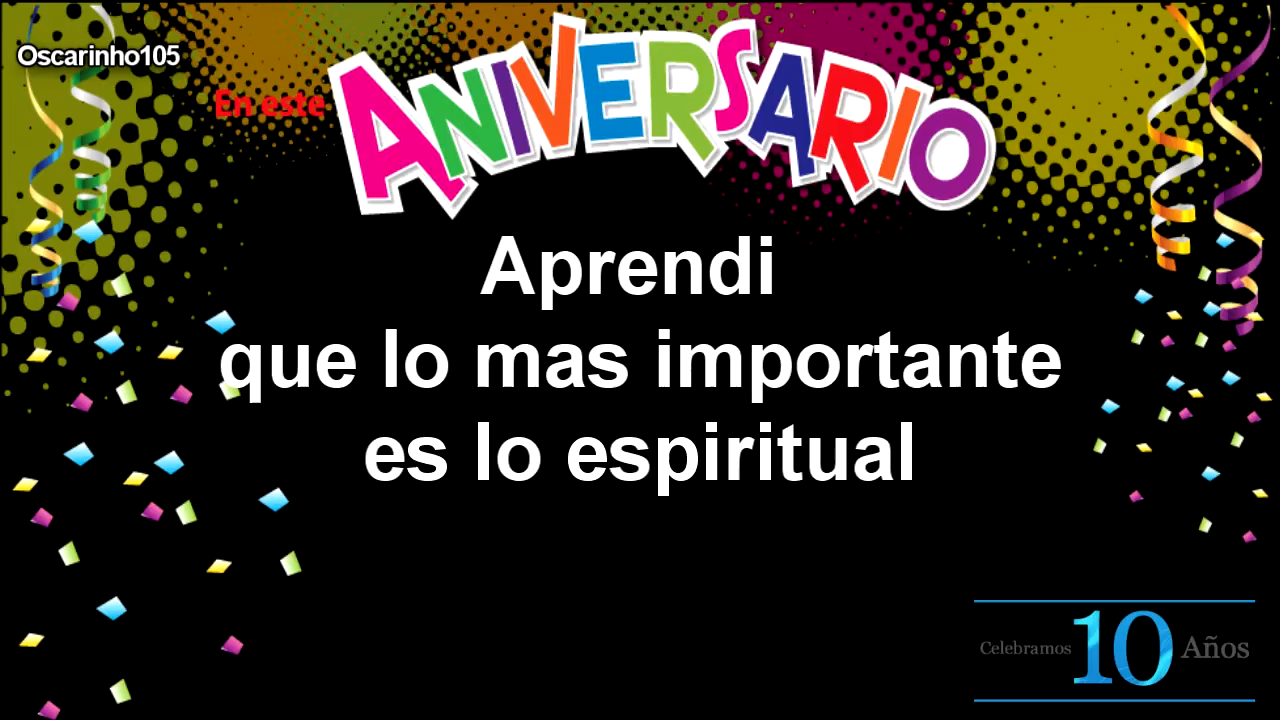 Oscarinho105
En este
ANIVERSARIO
Aprendi
que lo mas importante
es lo espiritual
Celebramos 10 Años